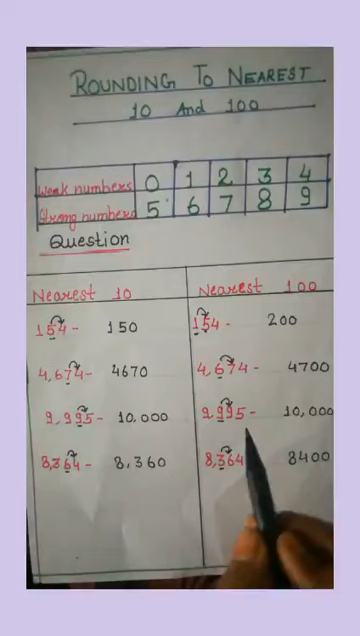 ROUNDING TO NEAREST
10 And 100
Weak numbers 0 1 2 3 4
Strong numbers 5 6 7 8 9
Question
Nearest 10 Nearest 100
154- 150 154- 200
4,674- 4670 4,674- 4700
9,995- 10,000 9,995- 10,000
8,364- 8,360 8,364 8400